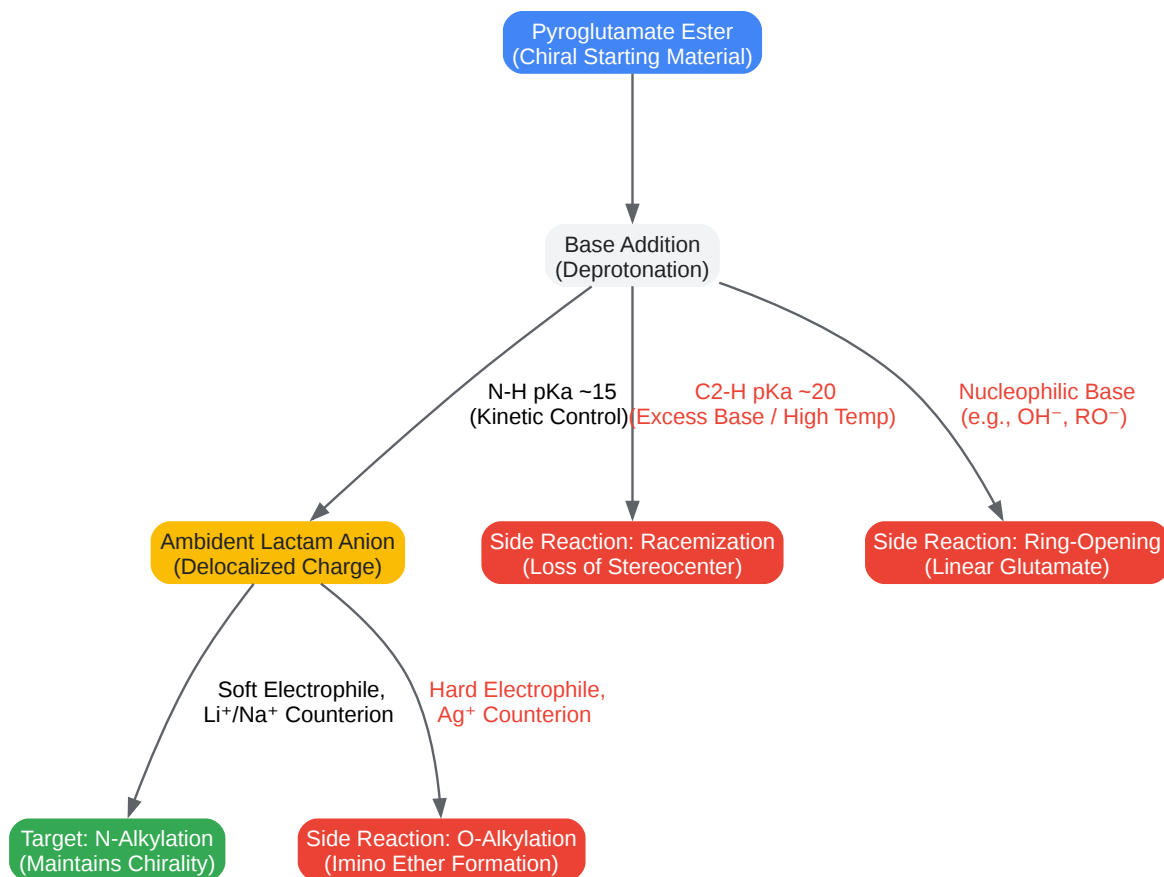 Pyroglutamate Ester
(Chiral Starting Material)
Base Addition
(Deprotonation)
N-H pKa ~15
(Kinetic Control)
C2-H pKa ~20
(Excess Base / High Temp)
Nucleophilic Base
(e.g., OH⁻, RO⁻)
Ambident Lactam Anion
(Delocalized Charge)
Side Reaction: Racemization
(Loss of Stereocenter)
Side Reaction: Ring-Opening
(Linear Glutamate)
Soft Electrophile,
Li⁺/Na⁺ Counterion
Hard Electrophile,
Ag⁺ Counterion
Target: N-Alkylation
(Maintains Chirality)
Side Reaction: O-Alkylation
(Imino Ether Formation)